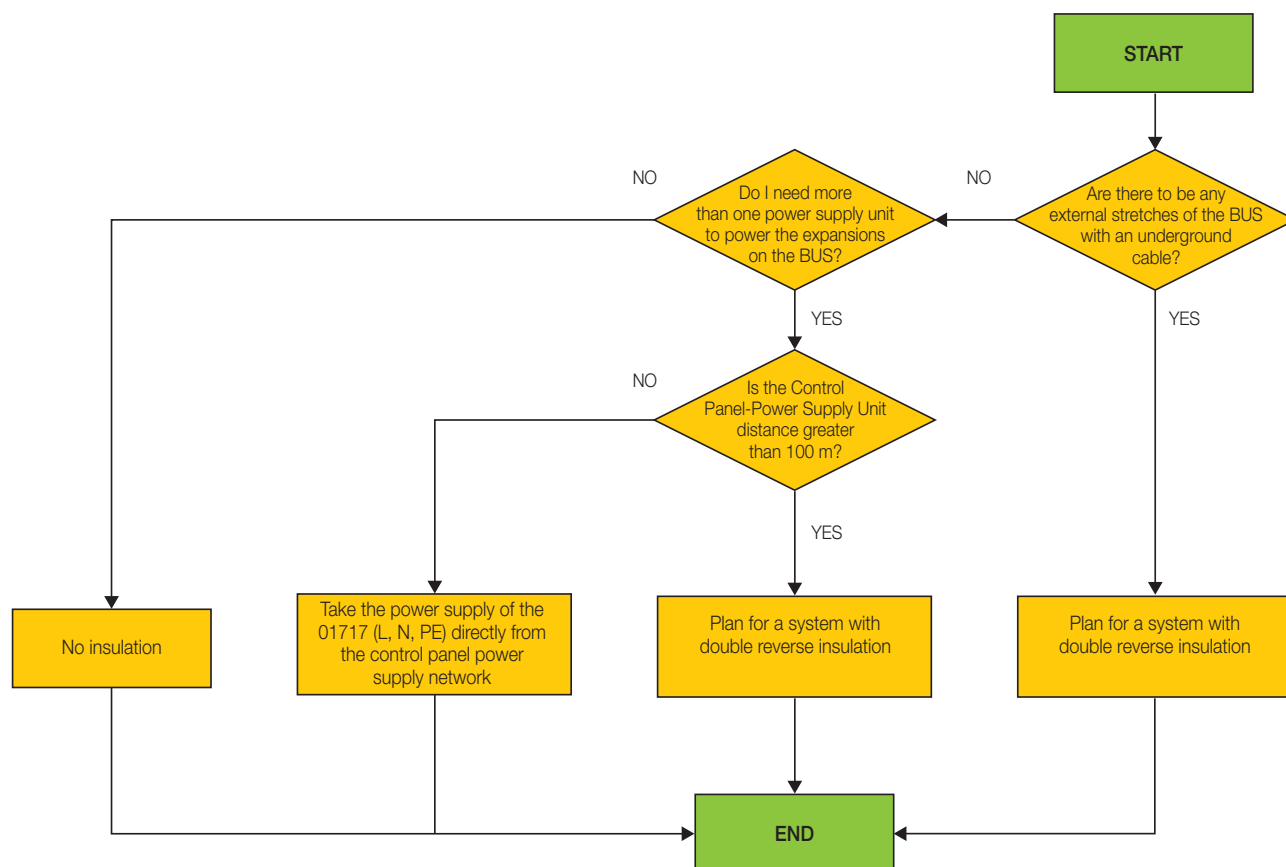 START
NO
NO
Do I need more
than one power supply unit
to power the expansions
on the BUS?
Are there to be any
external stretches of the BUS
with an underground
cable?
YES
YES
NO
Is the Control
Panel-Power Supply Unit
distance greater
than 100 m?
YES
No insulation
Take the power supply of the
01717 (L, N, PE) directly from
the control panel power
supply network
Plan for a system with
double reverse insulation
Plan for a system with
double reverse insulation
END